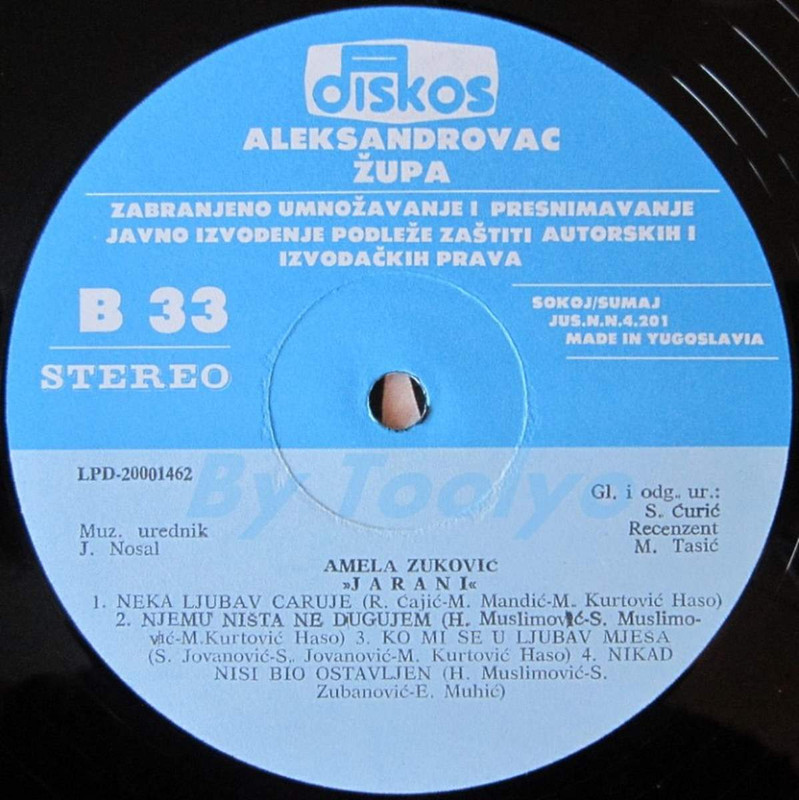 diskos
ALEKSANDROVAC
ŽUPA
ZABRANJENO UMNOŽAVANJE I PRESNIMAVANJE
JAVNO IZVODENJE PODLEŽE ZAŠTITI AUTORSKIH I
IZVODAČKIH PRAVA
B 33
STEREO
SOKOJ/SUMAJ
JUS.N.N.4.201
MADE IN YUGOSLAVIA
LPD-20001462
By Toolyo
Muz. urednik
J. Nosal
Gl. i odg. ur.:
S. Ćurić
Recenzent
M. Tasić
AMELA ZUKOVIĆ
»JARANI«
1. NEKA LJUBAV CARUJE (R. Čajić-M. Mandić-M. Kurtović Haso)
2. NJEMU NIŠTA NE DUGUJEM (H. Muslimović-S. Muslimo-
vić-M.Kurtović Haso) 3. KO MI SE U LJUBAV MJEŠA
(S. Jovanović-S. Jovanović-M. Kurtović Haso) 4. NIKAD
NISI BIO OSTAVLJEN (H. Muslimović-S.
Zubanović-E. Muhić)